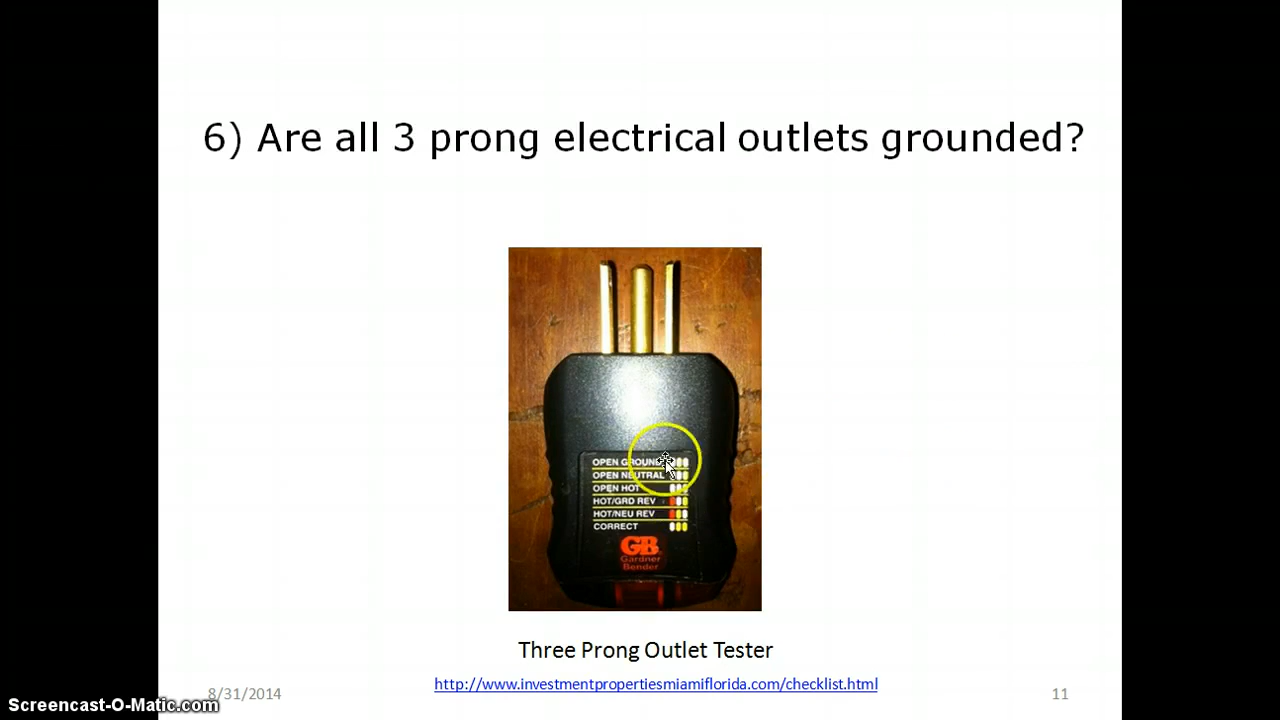 6) Are all 3 prong electrical outlets grounded?
OPEN GROUND
OPEN NEUTRAL
OPEN HOT
HOT/GRD REV
HOT/NEU REV
CORRECT
GB
Gardner
Bender
Three Prong Outlet Tester
http://www.investmentpropertiesmiamiflorida.com/checklist.html
8/31/2014
11
Screencast-O-Matic.com